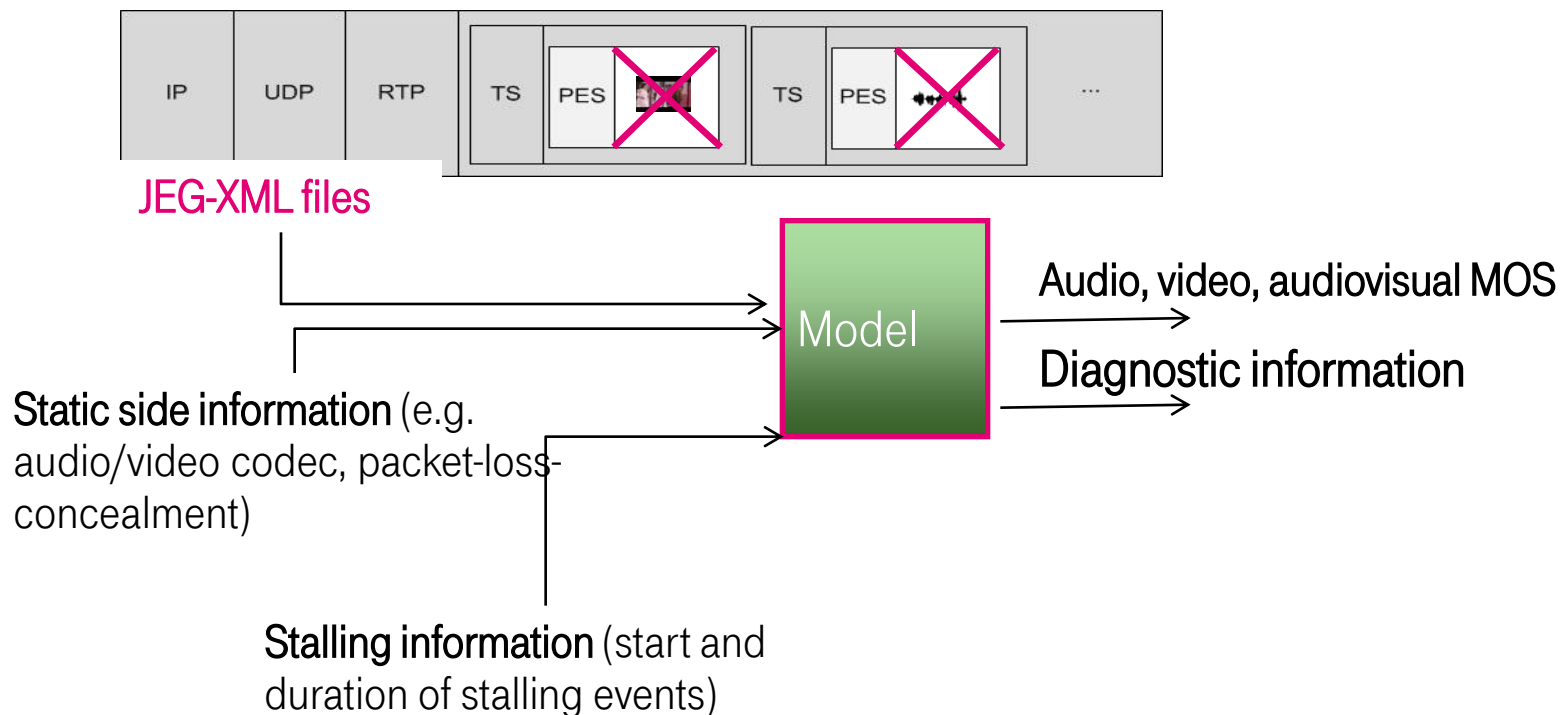 IP UDP RTP TS PES TS PES ...
JEG-XML files
Model
Audio, video, audiovisual MOS
Diagnostic information
Static side information (e.g.
audio/video codec, packet-loss-
concealment)
Stalling information (start and
duration of stalling events)